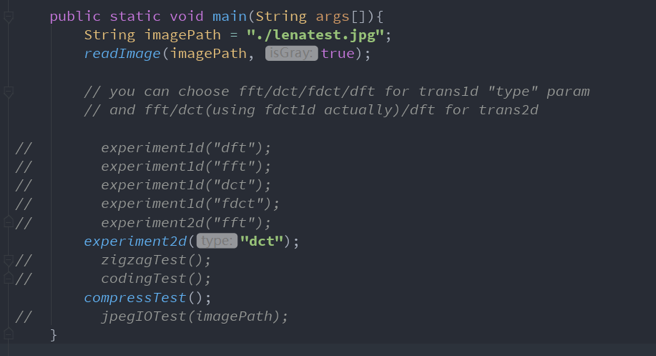 public static void main(String args[]){
String imagePath = "./lenatest.jpg";
readImage(imagePath, isGray: true);
// you can choose fft/dct/fdct/dft for trans1d "type" param
// and fft/dct(using fdct1d actually)/dft for trans2d
// experiment1d("dft");
// experiment1d("fft");
// experiment1d("dct");
// experiment1d("fdct");
// experiment2d("fft");
experiment2d( type: "dct");
// zigzagTest();
// codingTest();
compressTest();
// jpegIOTest(imagePath);
}